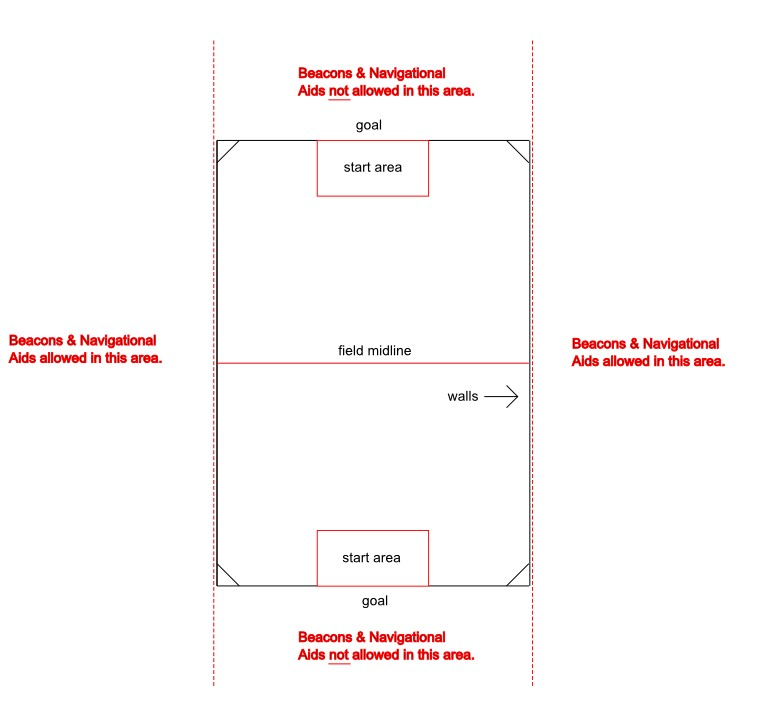 Beacons & Navigational
Aids not allowed in this area.
goal
start area
Beacons & Navigational
Aids allowed in this area.
field midline
Beacons & Navigational
Aids allowed in this area.
walls
start area
goal
Beacons & Navigational
Aids not allowed in this area.